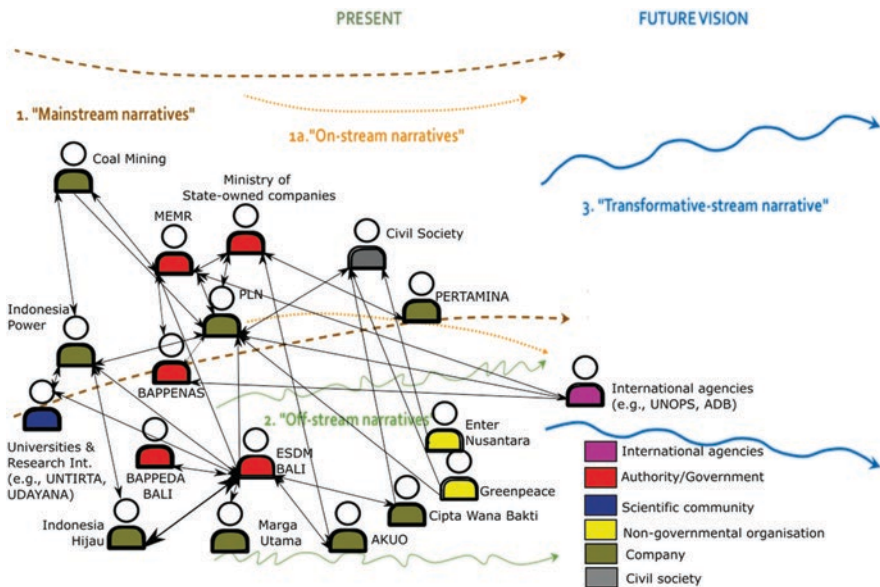 PRESENT
FUTURE VISION
1. "Mainstream narratives"
1a."On-stream narratives"
Coal Mining
Ministry of
State-owned companies
MEMR
Civil Society
3. "Transformative-stream narrative"
PLN
PERTAMINA
Indonesia
Power
BAPPENAS
International agencies
(e.g., UNOPS, ADB)
2. "Off-stream narratives
Enter
Nusantara
Universities &
Research Int.
(e.g., UNTIRTA,
UDAYANA)
BAPPEDA
BALI
ESDM
BALI
Greenpeace
Indonesia
Hijau
Marga
Utama
AKUO
Cipta Wana Bakti
International agencies
Authority/Government
Scientific community
Non-governmental organisation
Company
Civil society